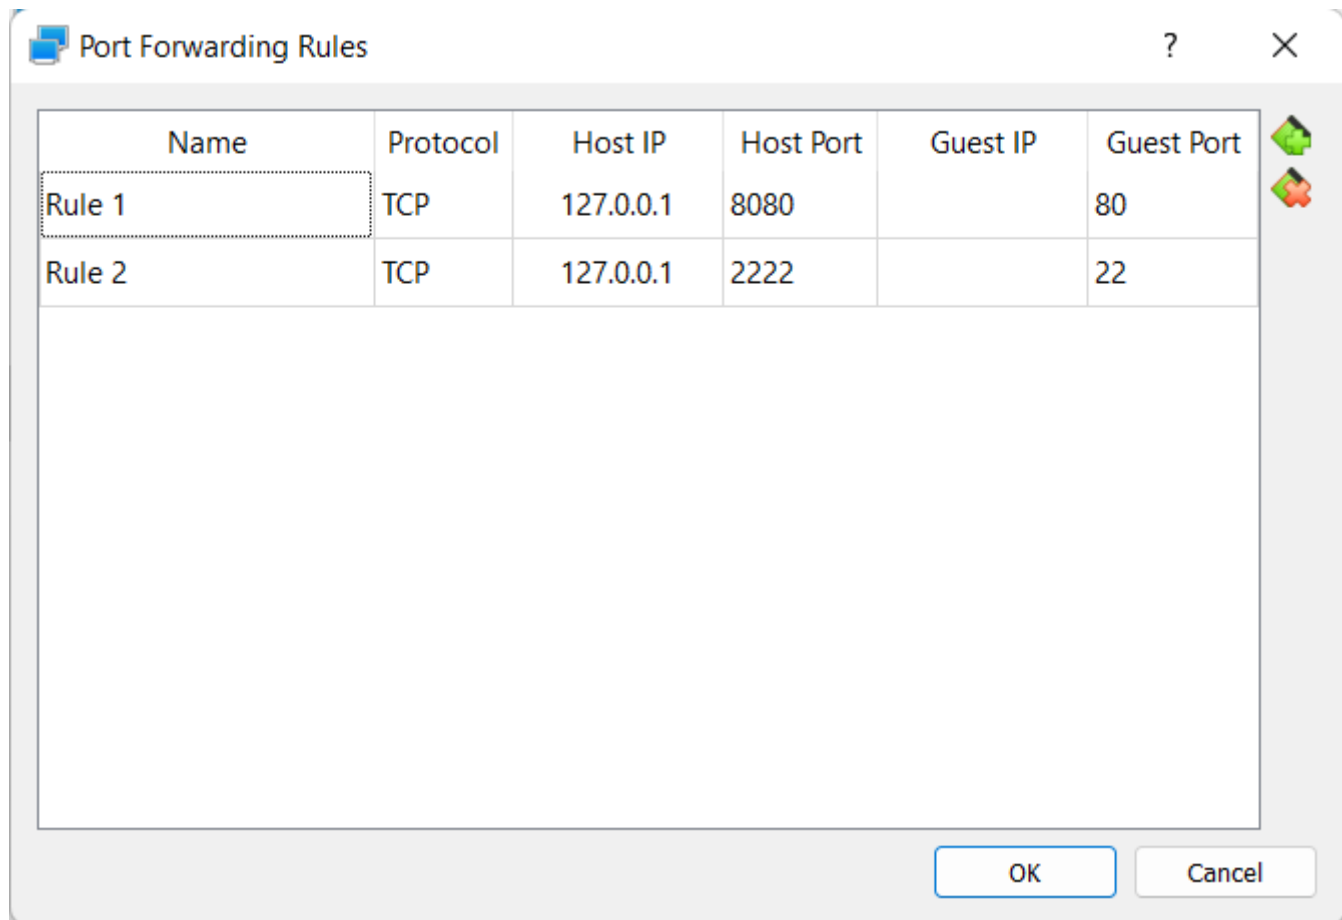 Port Forwarding Rules ?
Name Protocol Host IP Host Port Guest IP Guest Port
Rule 1 TCP 127.0.0.1 8080 80
Rule 2 TCP 127.0.0.1 2222 22
OK Cancel